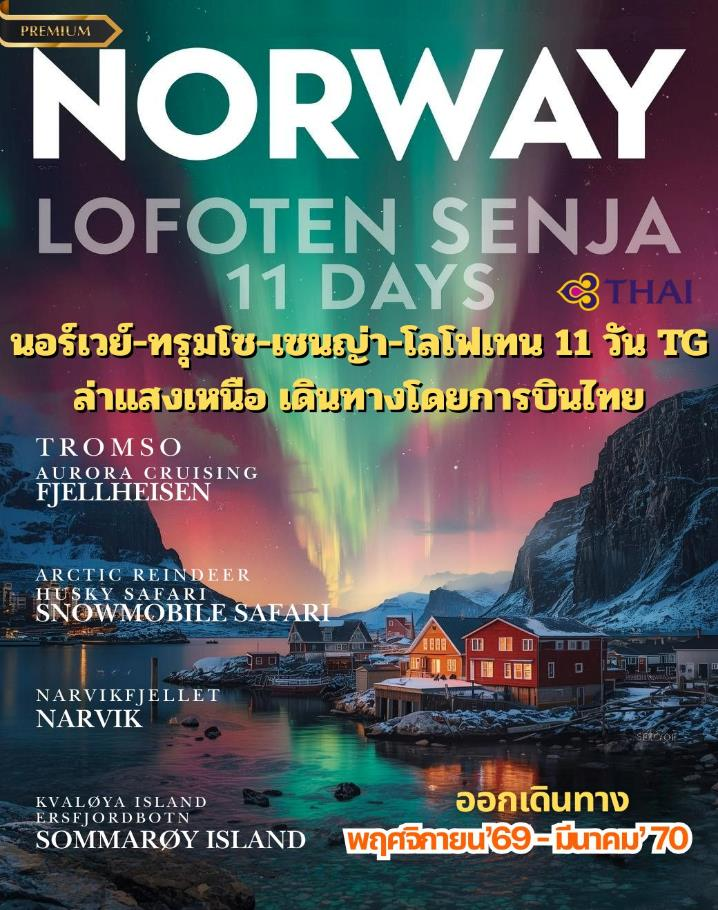 PREMIUM
NORWAY
LOFOTEN SENJA
11 DAYS
THAI
นอร์เวย์-ทรุมโซ-เซนญ่า-โลโฟเทน 11 วัน TG
ล่าแสงเหนือ เดินทางโดยการบินไทย
TROMSO
AURORA CRUISING
FJELLHEISEN
ARCTIC REINDEER
HUSKY SAFARI
SNOWMOBILE SAFARI
NARVIKFJELLET
NARVIK
KVALØYA ISLAND
ERSFJORDBOTN
SOMMARØY ISLAND
ออกเดินทาง
พฤศจิกายน'69 - มีนาคม' 70